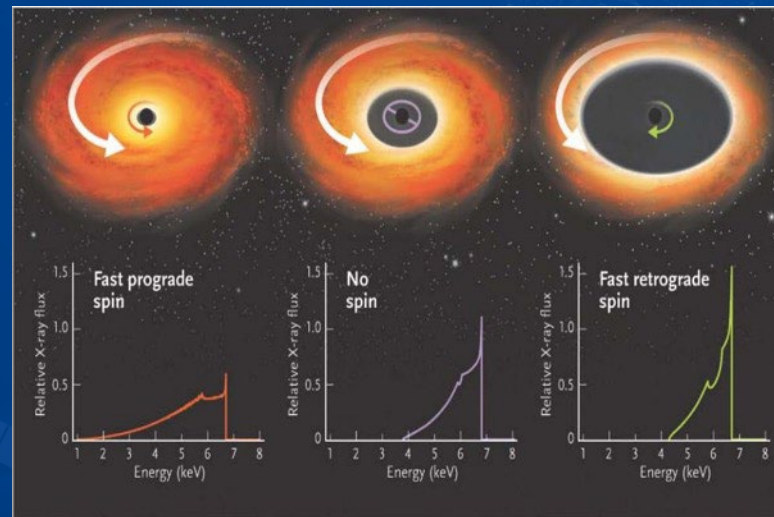 Fast prograde
spin
Relative X-ray flux
1.5
1.0
0.5
0
1 2 3 4 5 6 7 8
Energy (keV)
No
spin
Relative X-ray flux
1.5
1.0
0.5
0
1 2 3 4 5 6 7 8
Energy (keV)
Fast retrograde
spin
Relative X-ray flux
1.5
1.0
0.5
0
1 2 3 4 5 6 7 8
Energy (keV)